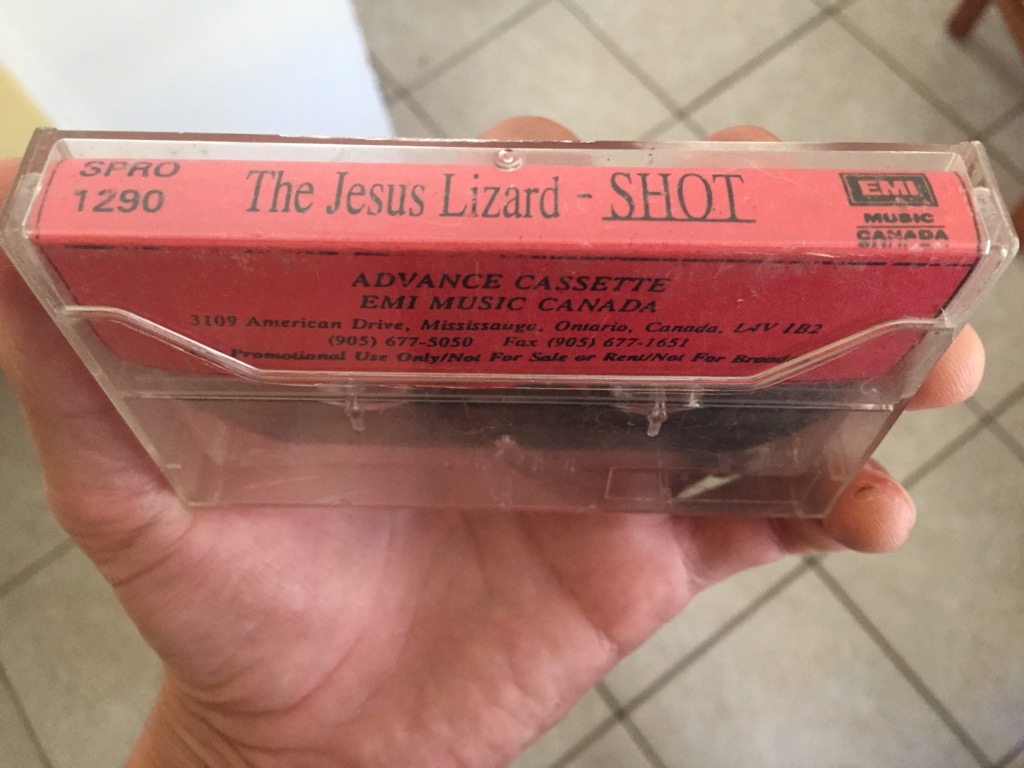 SPRO
1290
The Jesus Lizard - SHOT
EMI
MUSIC
CANADA
ADVANCE CASSETTE
EMI MUSIC CANADA
3109 American Drive, Mississauga, Ontario, Canada, L4V 1B2
(905) 677-5050 Fax (905) 677-1651
Promotional Use Only/Not For Sale or Rent/Not For